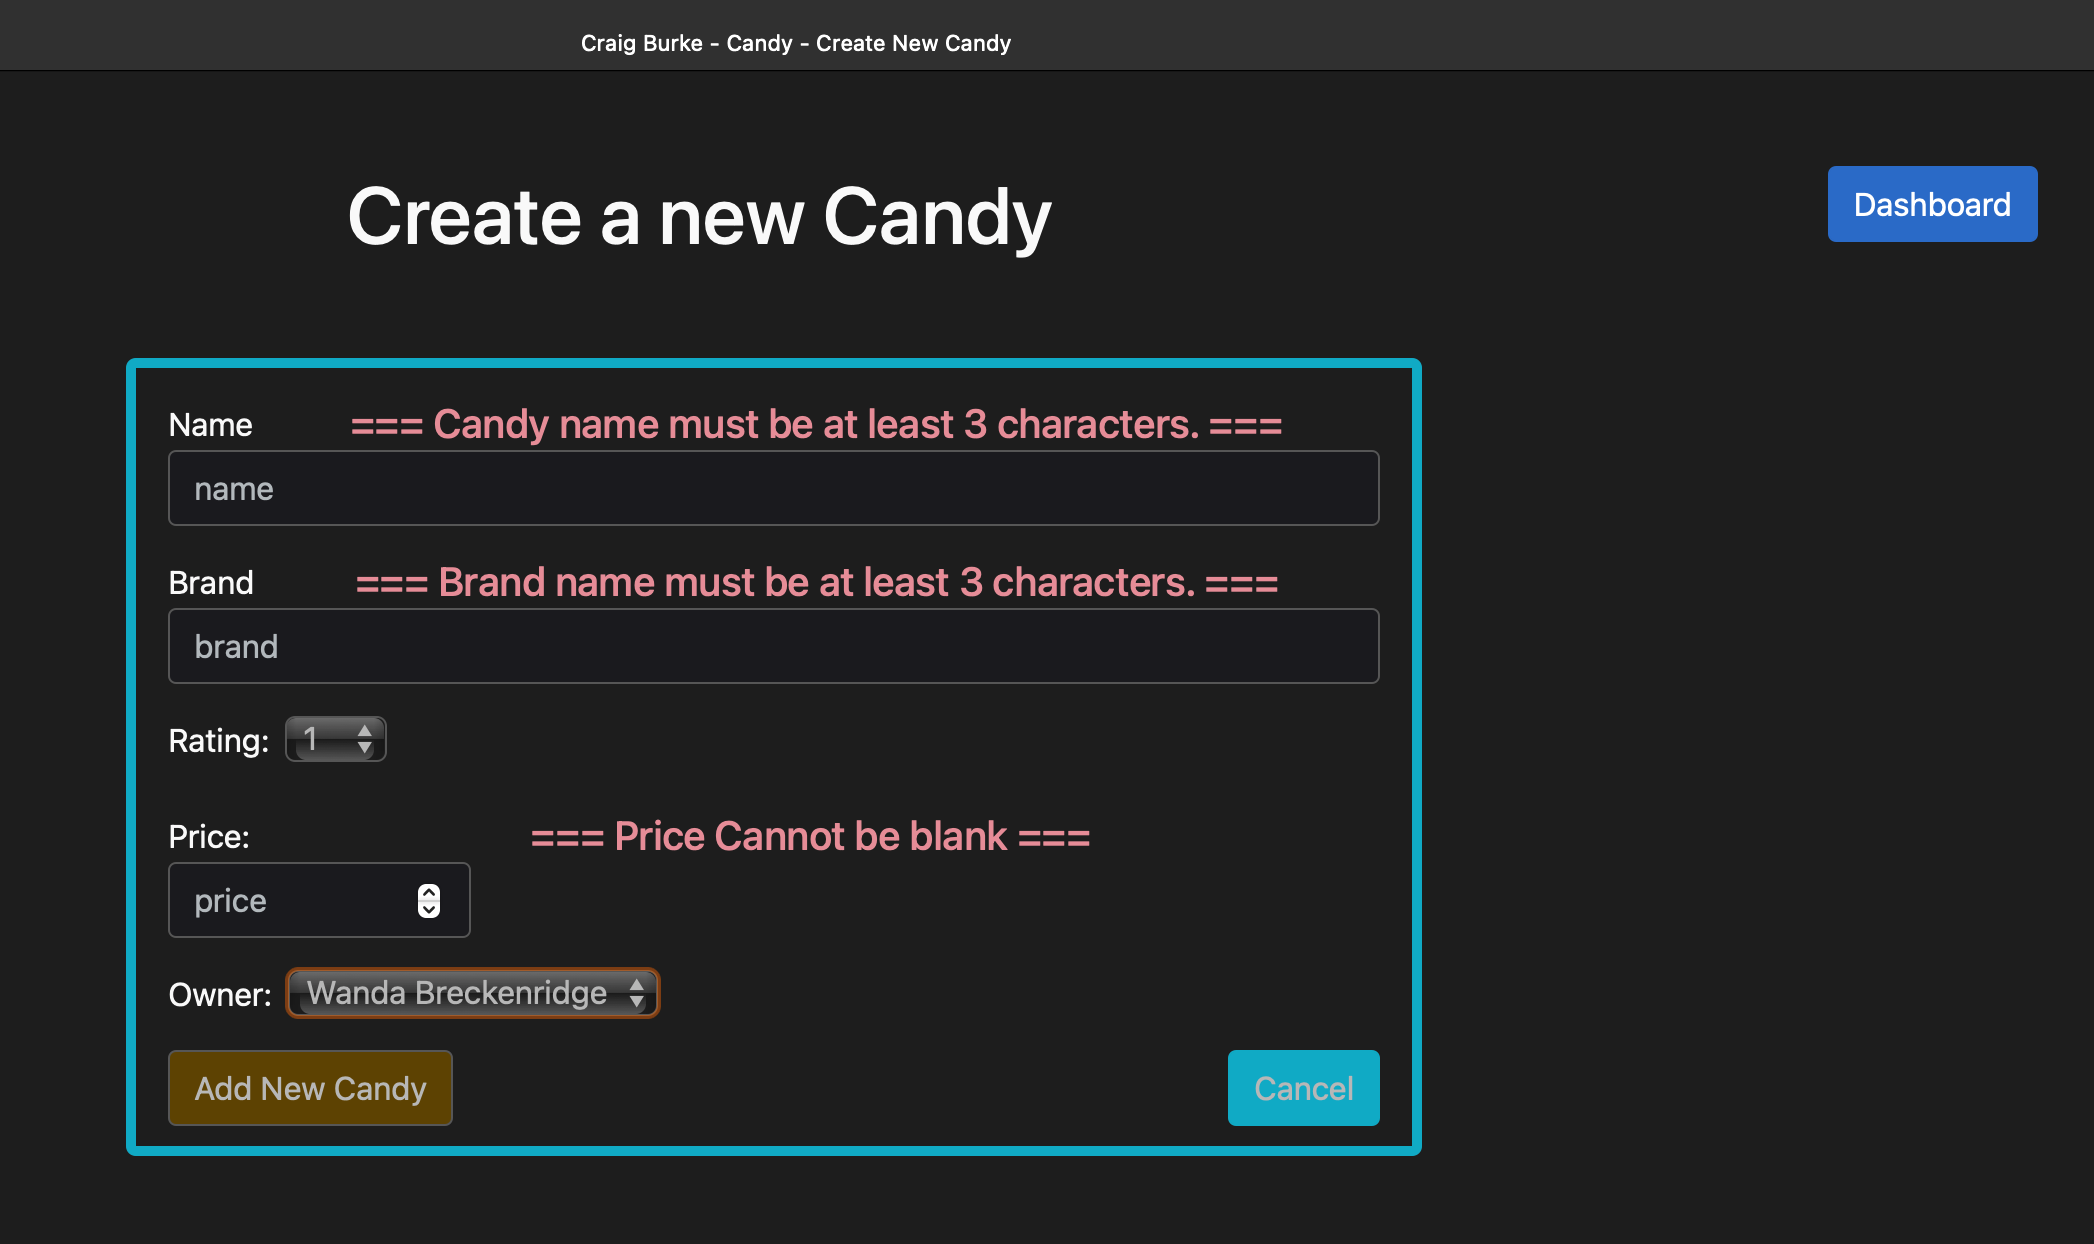 Craig Burke - Candy - Create New Candy
Create a new Candy
Dashboard
Name
=== Candy name must be at least 3 characters. ===
name
Brand
=== Brand name must be at least 3 characters. ===
brand
Rating:
1
Price:
=== Price Cannot be blank ===
price
Owner:
Wanda Breckenridge
Add New Candy
Cancel